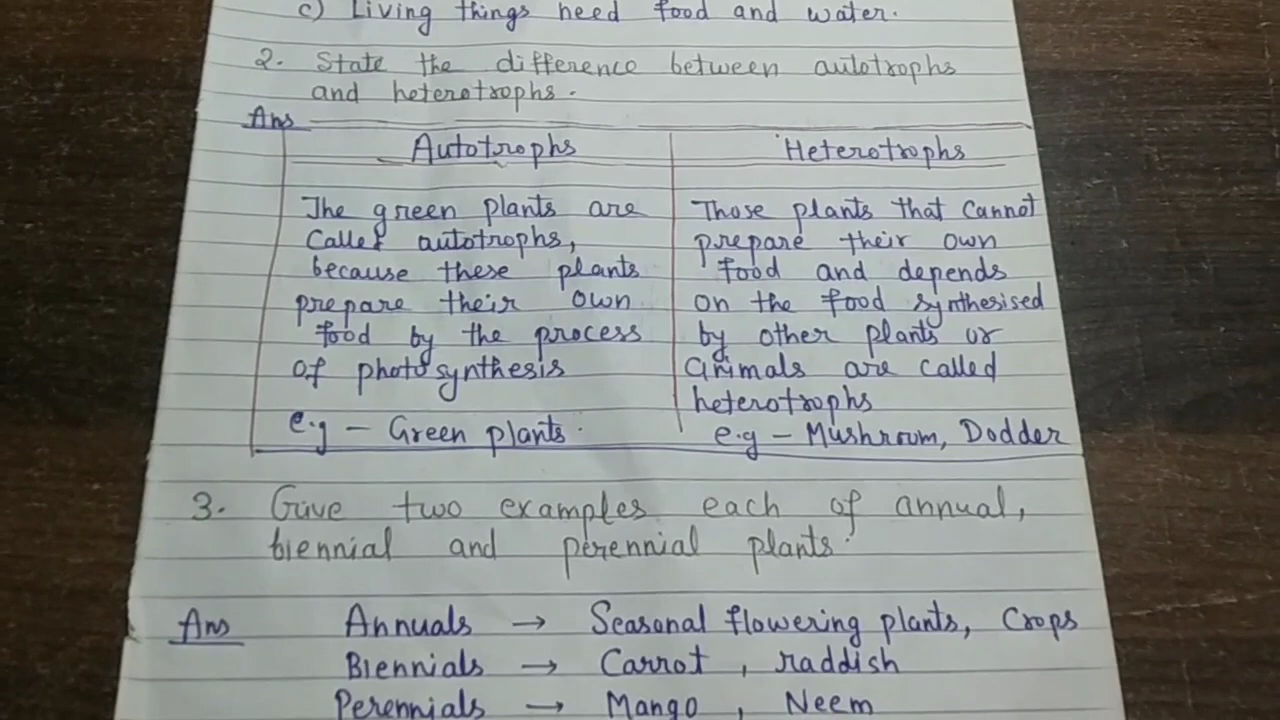 c) Living things need food and water.
2. State the difference between autotrophs
and heterotrophs.
Ans
Autotrophs
The green plants are
Called autotrophs,
because these plants
prepare their own
food by the process
of photosynthesis
e.g - Green plants.
Heterotrophs
Those plants that cannot
prepare their own
food and depends
on the food synthesised
by other plants or
animals are called
heterotrophs
e.g - Mushroom, Dodder
3. Give two examples each of annual,
biennial and perennial plants.
Ans Annuals → Seasonal flowering plants, Crops
Biennials → Carrot, raddish
Perennials → Mango, Neem